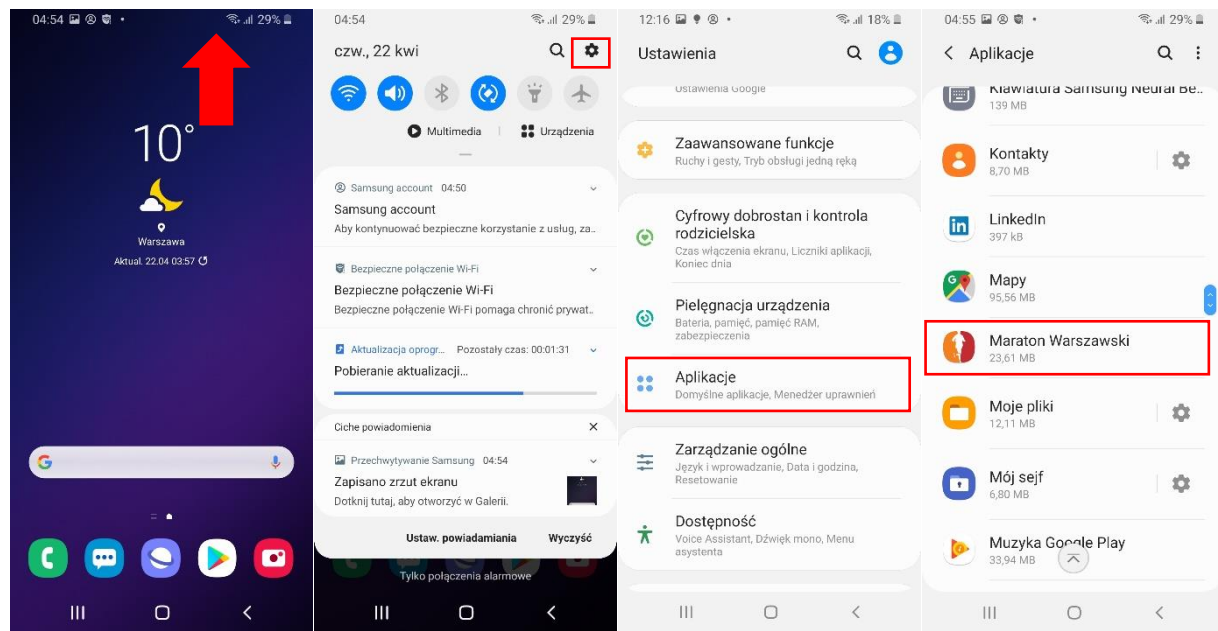 04:54 29%
10°
Warszawa
Aktual. 22.04 03:57
04:54 29%
czw., 22 kwi
Multimedia | Urządzenia
Samsung account 04:50
Samsung account
Aby kontynuować bezpieczne korzystanie z usług, za..
Bezpieczne połączenie Wi-Fi
Bezpieczne połączenie Wi-Fi
Bezpieczne połączenie Wi-Fi pomaga chronić prywat..
Aktualizacja oprogr... Pozostały czas: 00:01:31
Pobieranie aktualizacji...
Ciche powiadomienia X
Przechwytywanie Samsung 04:54
Zapisano zrzut ekranu
Dotknij tutaj, aby otworzyć w Galerii.
Ustaw. powiadamiania Wyczyść
Tylko połączenia alarmowe
12:16 18%
Ustawienia
Ustawienia Google
Zaawansowane funkcje
Ruchy i gesty, Tryb obsługi jedną ręką
Cyfrowy dobrostan i kontrola
rodzicielska
Czas włączenia ekranu, Liczniki aplikacji,
Koniec dnia
Pielęgnacja urządzenia
Bateria, pamięć, pamięć RAM,
zabezpieczenia
Aplikacje
Domyślne aplikacje, Menedżer uprawnień
Zarządzanie ogólne
Język i wprowadzanie, Data i godzina,
Resetowanie
Dostępność
Voice Assistant, Dźwięk mono, Menu
asystenta
04:55 29%
Aplikacje
Klawiatura Samsung Neural Be..
139 MB
Kontakty
8,70 MB
in LinkedIn
397 kB
G Mapy
95,56 MB
Maraton Warszawski
23,61 MB
Moje pliki
12,11 MB
Mój sejf
6,80 MB
Muzyka Google Play
33,94 MB